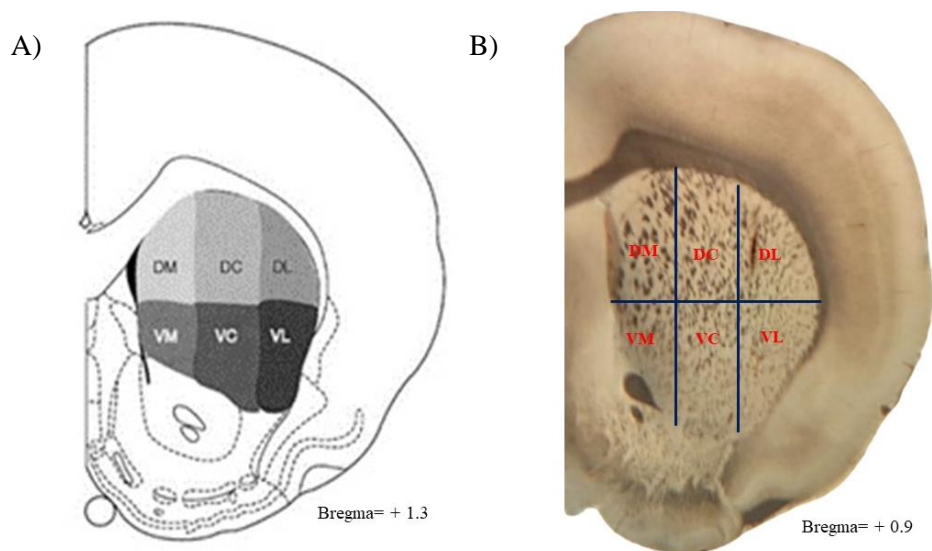 A)
DM DC DL
VM VC VL
Bregma= + 1.3
B)
DM DC DL
VM VC VL
Bregma= + 0.9